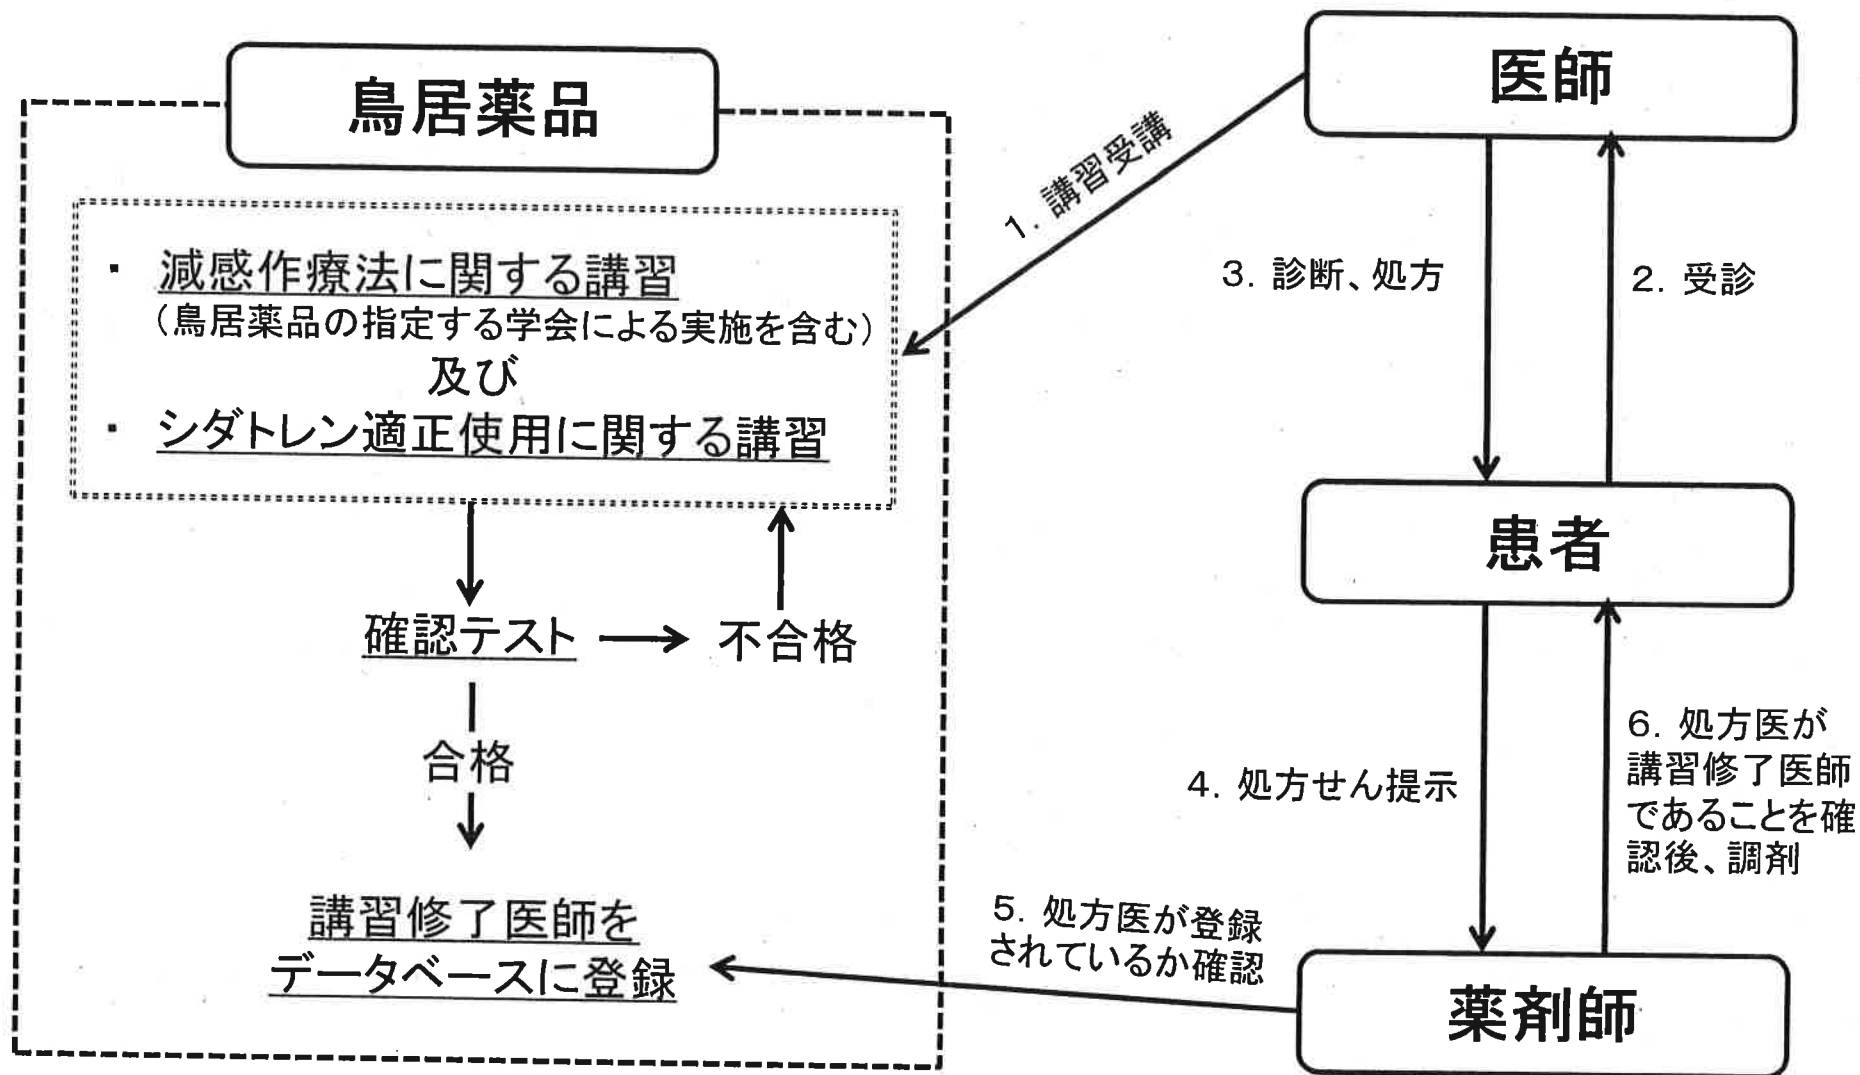 鳥居薬品
・ 減感作療法に関する講習
（鳥居薬品の指定する学会による実施を含む）
及び
・ シダトレン適正使用に関する講習
確認テスト
不合格
合格
講習修了医師を
データベースに登録
医師
1. 講習受講
3. 診断、処方
2. 受診
患者
4. 処方せん提示
6. 処方医が
講習修了医師
であることを確
認後、調剤
5. 処方医が登録
されているか確認
薬剤師